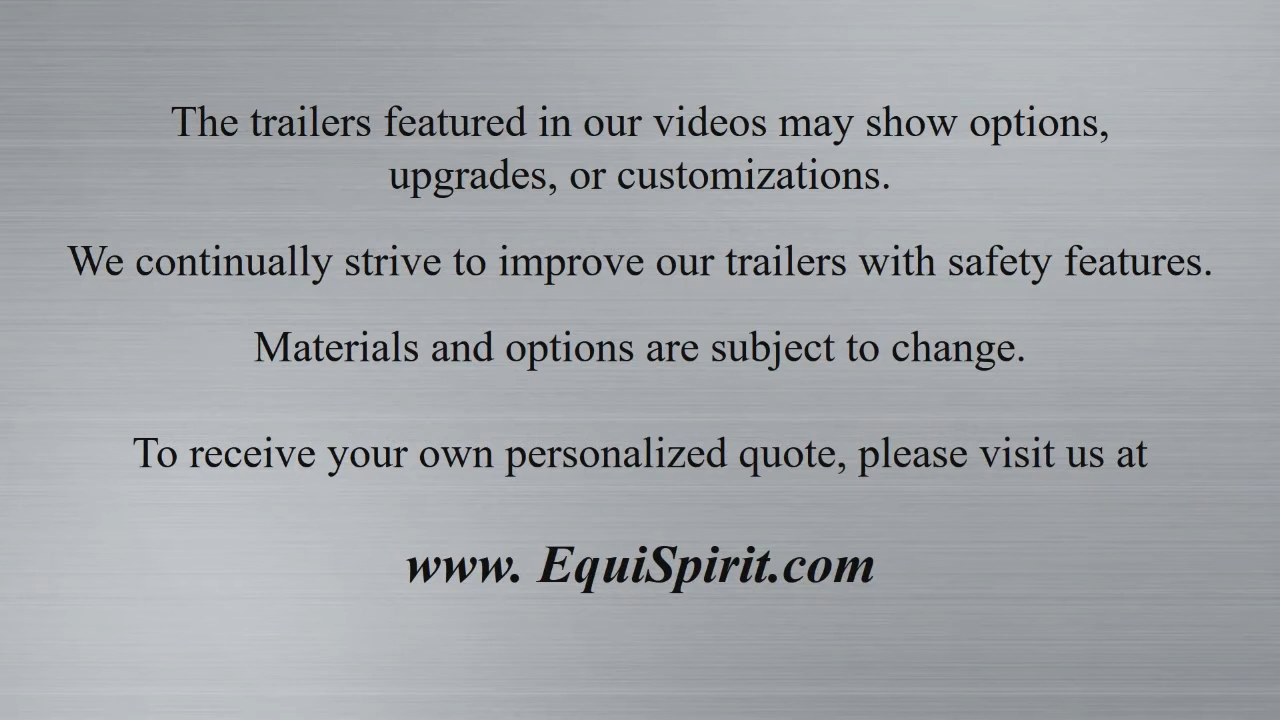 The trailers featured in our videos may show options,
upgrades, or customizations.
We continually strive to improve our trailers with safety features.
Materials and options are subject to change.
To receive your own personalized quote, please visit us at
www. EquiSpirit.com